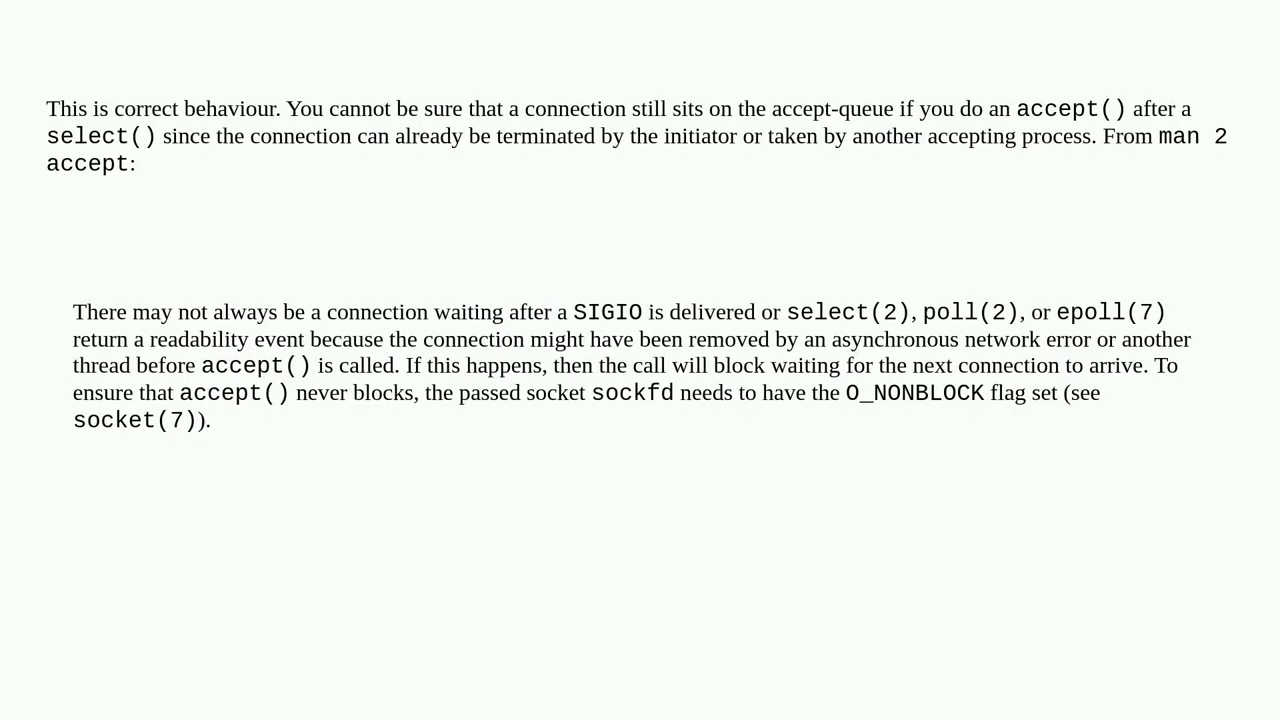 This is correct behaviour. You cannot be sure that a connection still sits on the accept-queue if you do an accept() after a
select() since the connection can already be terminated by the initiator or taken by another accepting process. From man 2
accept:
There may not always be a connection waiting after a SIGIO is delivered or select(2), poll(2), or epoll(7)
return a readability event because the connection might have been removed by an asynchronous network error or another
thread before accept() is called. If this happens, then the call will block waiting for the next connection to arrive. To
ensure that accept() never blocks, the passed socket sockfd needs to have the O_NONBLOCK flag set (see
socket(7)).